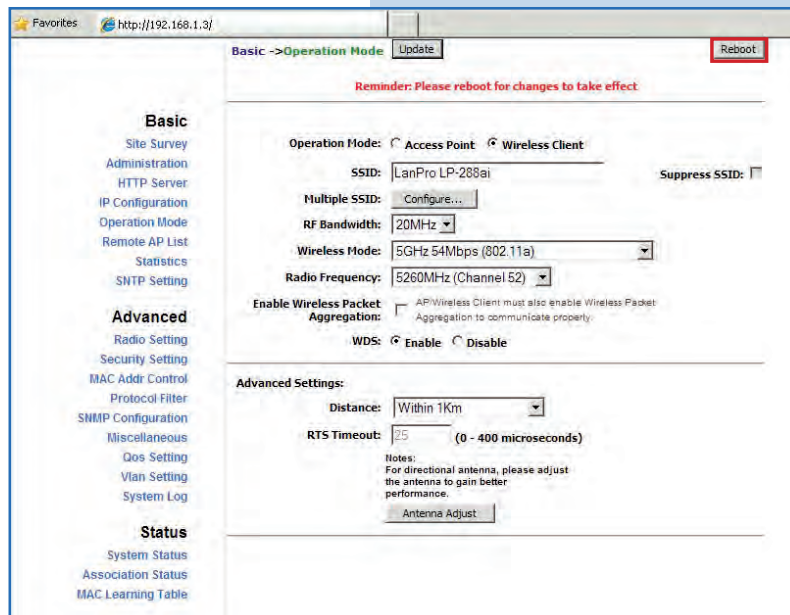 Favorites http://192.168.1.3/
Basic ->Operation Mode Update Reboot
Reminder: Please reboot for changes to take effect
Basic
Site Survey
Administration
HTTP Server
IP Configuration
Operation Mode
Remote AP List
Statistics
SNTP Setting
Advanced
Radio Setting
Security Setting
MAC Addr Control
Protocol Filter
SNMP Configuration
Miscellaneous
Qos Setting
Vlan Setting
System Log
Status
System Status
Association Status
MAC Learning Table
Operation Mode: Access Point Wireless Client
SSID: LanPro LP-288ai Suppress SSID:
Multiple SSID: Configure...
RF Bandwidth: 20MHz
Wireless Mode: 5GHz 54Mbps (802.11a)
Radio Frequency: 5260MHz (Channel 52)
Enable Wireless Packet
Aggregation:
AP/Wireless Client must also enable Wireless Packet
Aggregation to communicate properly.
WDS: Enable Disable
Advanced Settings:
Distance: Within 1Km
RTS Timeout: 25 (0 - 400 microseconds)
Notes:
For directional antenna, please adjust
the antenna to gain better
performance.
Antenna Adjust